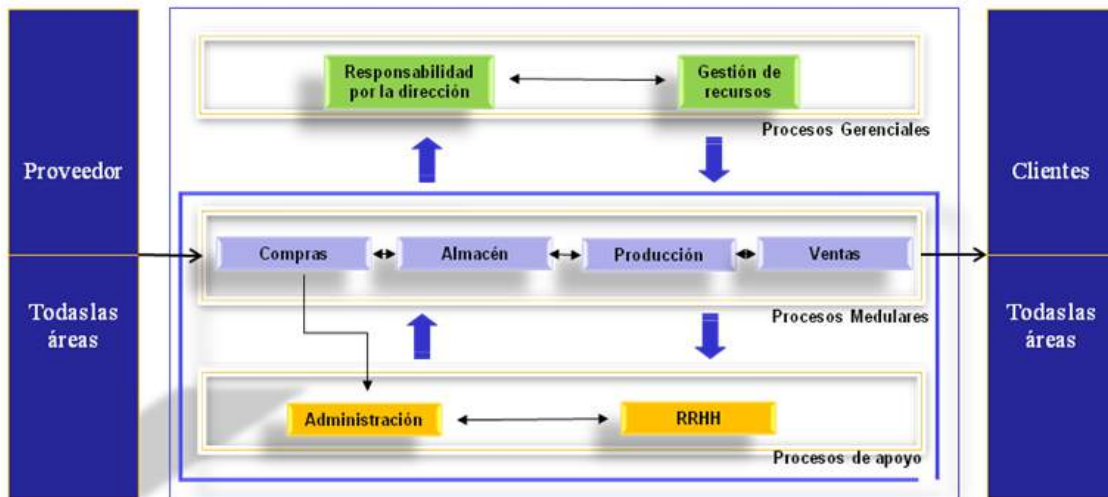 Responsabilidad
por la dirección
Gestión de
recursos
Procesos Gerenciales
Proveedor
Clientes
Compras
Almacén
Producción
Ventas
Todaslas
áreas
Procesos Medulares
Todaslas
áreas
Administración
RRHH
Procesos de apoyo